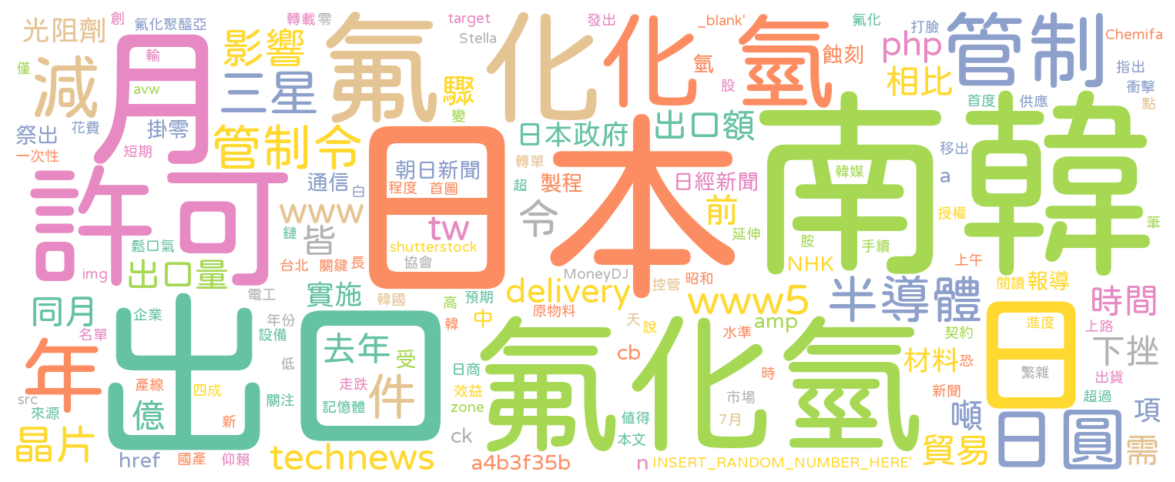 光阻劑
創
氟化聚醯亞
轉載
零
target
Stella
發出
_blank'
氟化
打臉
Chemifa
影響
月
輸
氟化
化
氫
氫
蝕刻
php
管制
指出
衝擊
減
僅
avw
三星
驟
變
股
相比
首度
供應
點
祭出
花費
掛零
短期
一次性
管制令
日本
朝日新聞
日本政府
出口額
南韓
韓媒
移出
a
許可
通信
白
程度
首圖
超
轉單
製程
日經新聞
授權
www
tw
令
前
延伸
筆
鏈
皆
shutterstock
鬆口氣
協會
胺
手續
img
出口量
台北
關鍵
長
MoneyDJ
控管
昭和
NHK
上午
閱讀
報導
電工
實施
韓國
delivery
原物料
www5
半導體
時間
同月
企業
出口
高
預期
韓
中
天
說
amp
水準
契約
日
進度
上路
名單
設備
年份
去年
受
下挫
年
低
氟化氫
日商
cb
時
材料
恐
繁雜
出貨
src
產線
四成
走跌
件
效益
市場
新聞
超過
來源
億
新
關注
記憶體
zone
值得
7月
噸
日圓
項
晶片
ck
本文
貿易
需
href
國產
仰賴
technews
a4b3f35b
n
INSERT_RANDOM_NUMBER_HERE'